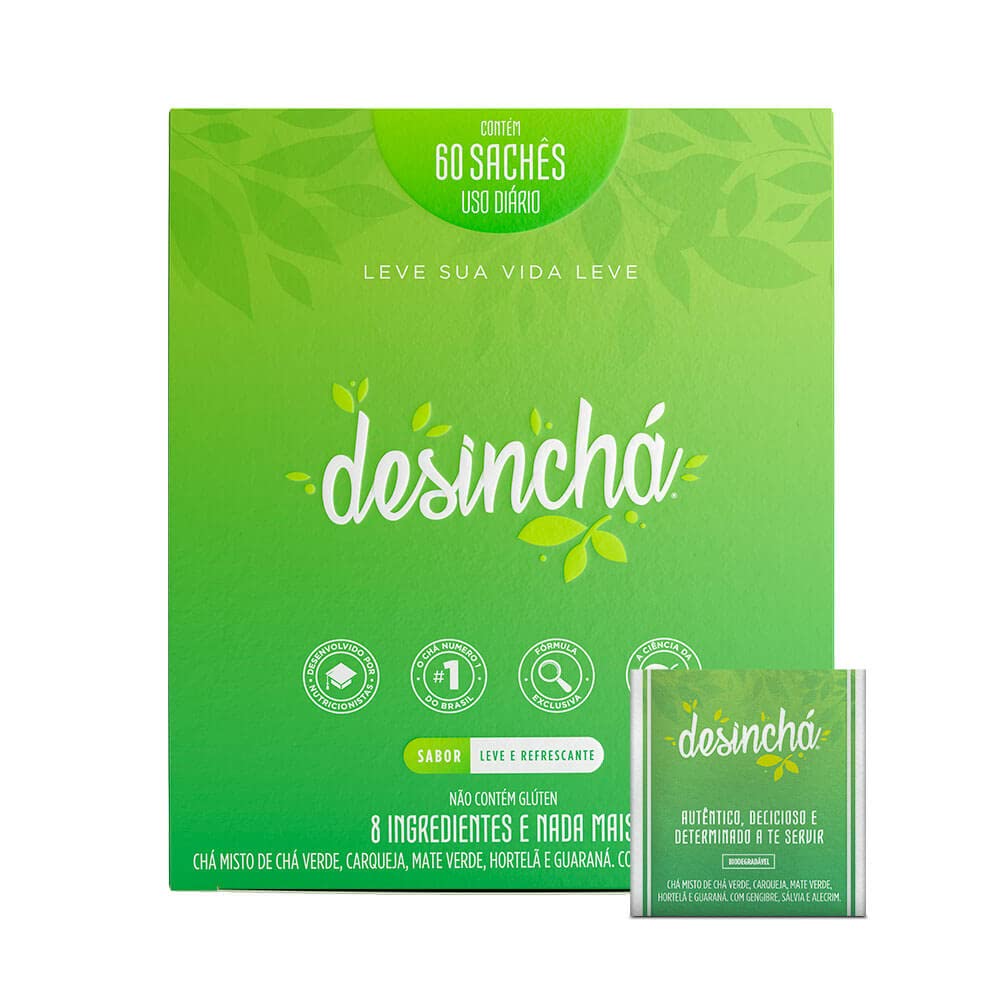 CONTÉM
60 SACHÊS
USO DIÁRIO
LEVE SUA VIDA LEVE
desinchá®
DESENVOLVIDO POR NUTRICIONISTAS
O CHÁ NUMERO 1 DO BRASIL
#1
FÓRMULA EXCLUSIVA
A CIÊNCIA DA
SABOR LEVE E REFRESCANTE
NÃO CONTÉM GLÚTEN
8 INGREDIENTES E NADA MAIS
CHÁ MISTO DE CHÁ VERDE, CARQUEJA, MATE VERDE, HORTELÃ E GUARANÁ.
desinchá®
AUTÊNTICO, DELICIOSO E
DETERMINADO A TE SERVIR
BIODEGRADÁVEL
CHÁ MISTO DE CHÁ VERDE, CARQUEJA, MATE VERDE,
HORTELÃ E GUARANÁ. COM GENGIBRE, SÁLVIA E ALECRIM.